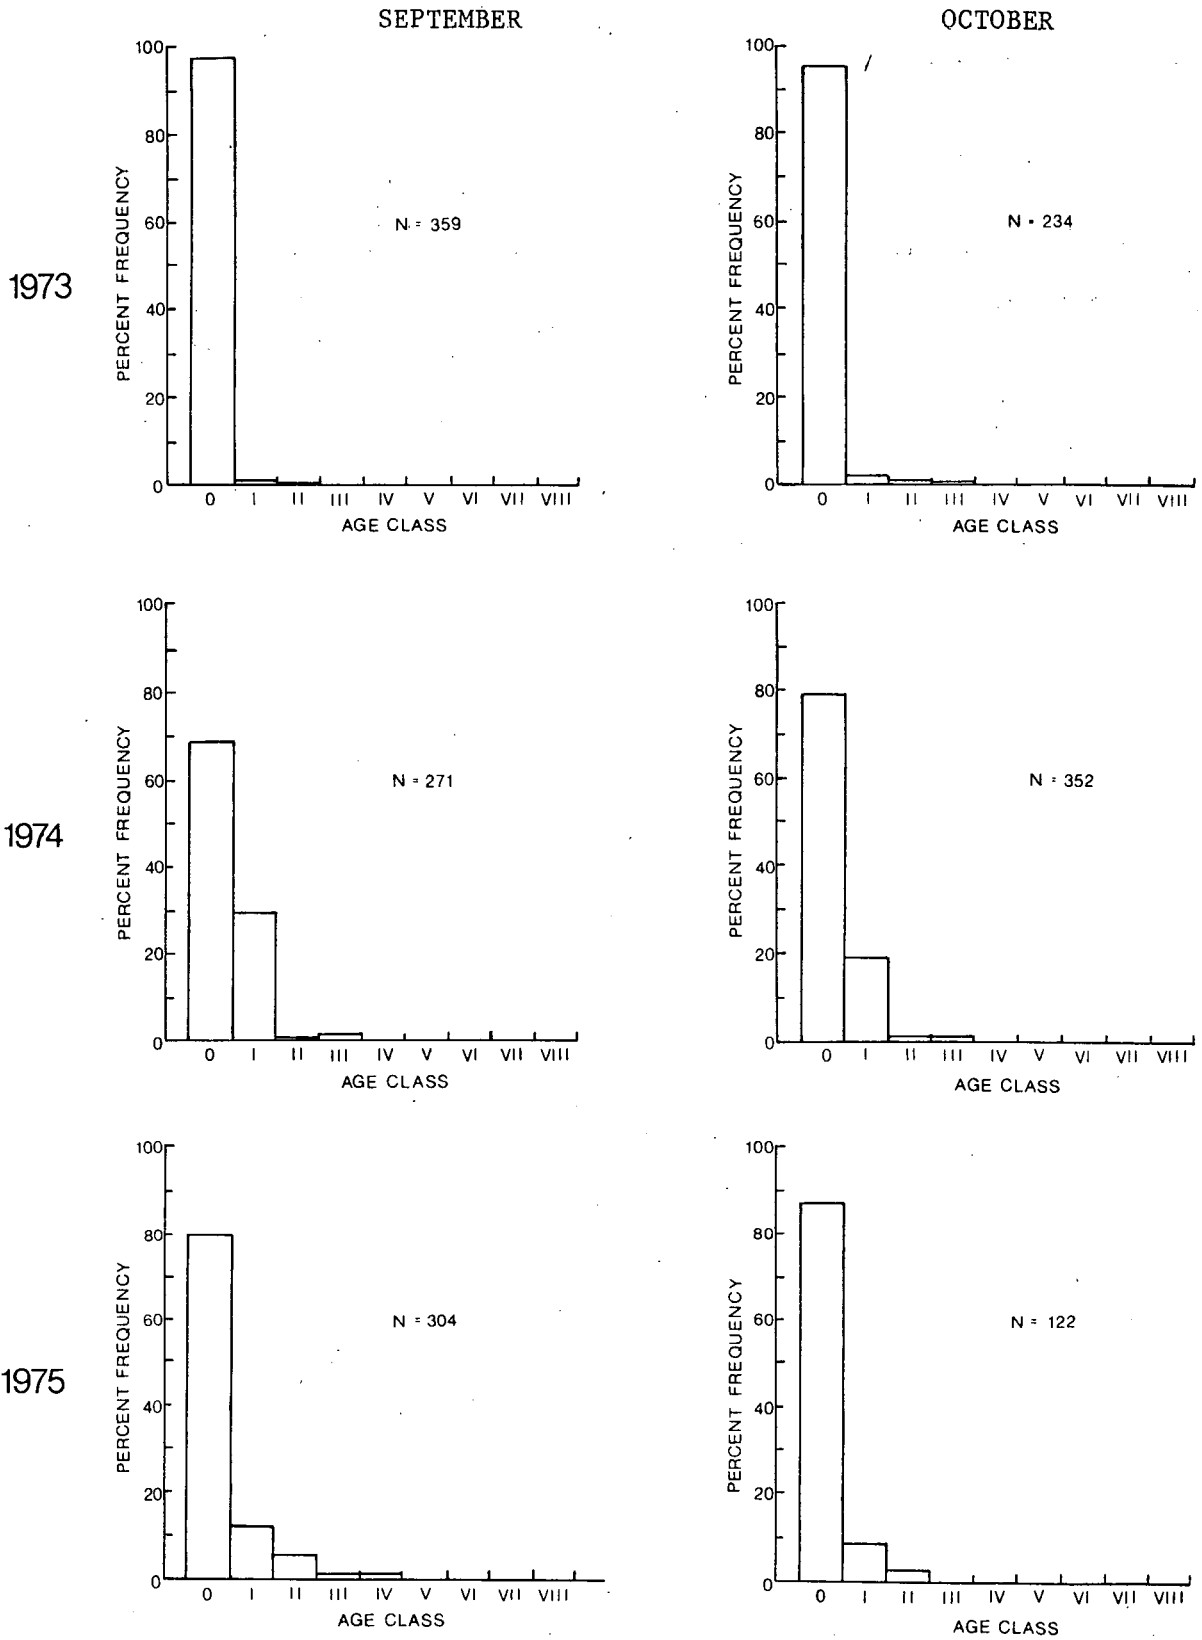 SEPTEMBER
OCTOBER
1973
PERCENT FREQUENCY
100
80
60
40
20
0
N = 359
0 I II III IV V VI VII VIII
AGE CLASS
PERCENT FREQUENCY
100
80
60
40
20
0
N = 234
0 I II III IV V VI VII VIII
AGE CLASS
1974
PERCENT FREQUENCY
100
80
60
40
20
0
N = 271
0 I II III IV V VI VII VIII
AGE CLASS
PERCENT FREQUENCY
100
80
60
40
20
0
N = 352
0 I II III IV V VI VII VIII
AGE CLASS
1975
PERCENT FREQUENCY
100
80
60
40
20
0
N = 304
0 I II III IV V VI VII VIII
AGE CLASS
PERCENT FREQUENCY
100
80
60
40
20
0
N = 122
0 I II III IV V VI VII VIII
AGE CLASS